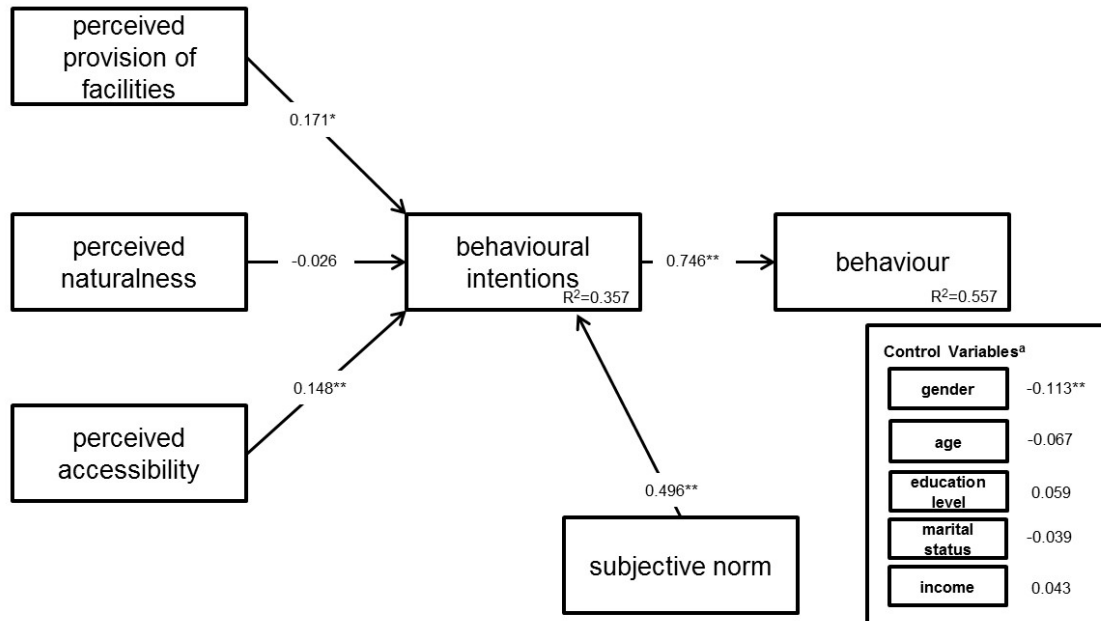 perceived
provision of
facilities
0.171*
perceived
naturalness
-0.026
behavioural
intentions
R²=0.357
0.746**
behaviour
R²=0.557
perceived
accessibility
0.148**
0.496**
subjective norm
Control Variablesᵃ
gender
-0.113**
age
-0.067
education
level
0.059
marital
status
-0.039
income
0.043